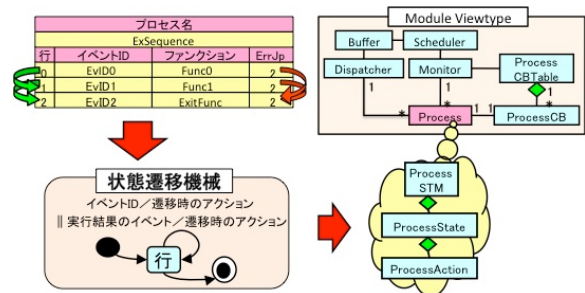 プロセス名
ExSequence
行 イベントID ファンクション ErrJp
0 EvID0 Func0 2
1 EvID1 Func1 2
2 EvID2 ExitFunc 2
状態遷移機械
イベントID／遷移時のアクション
|| 実行結果のイベント／遷移時のアクション
行
Module Viewtype
Buffer
Scheduler
Dispatcher
Monitor
Process
CBTable
1
1
1
*
*
Process
1
1
*
ProcessCB
Process
STM
ProcessState
ProcessAction